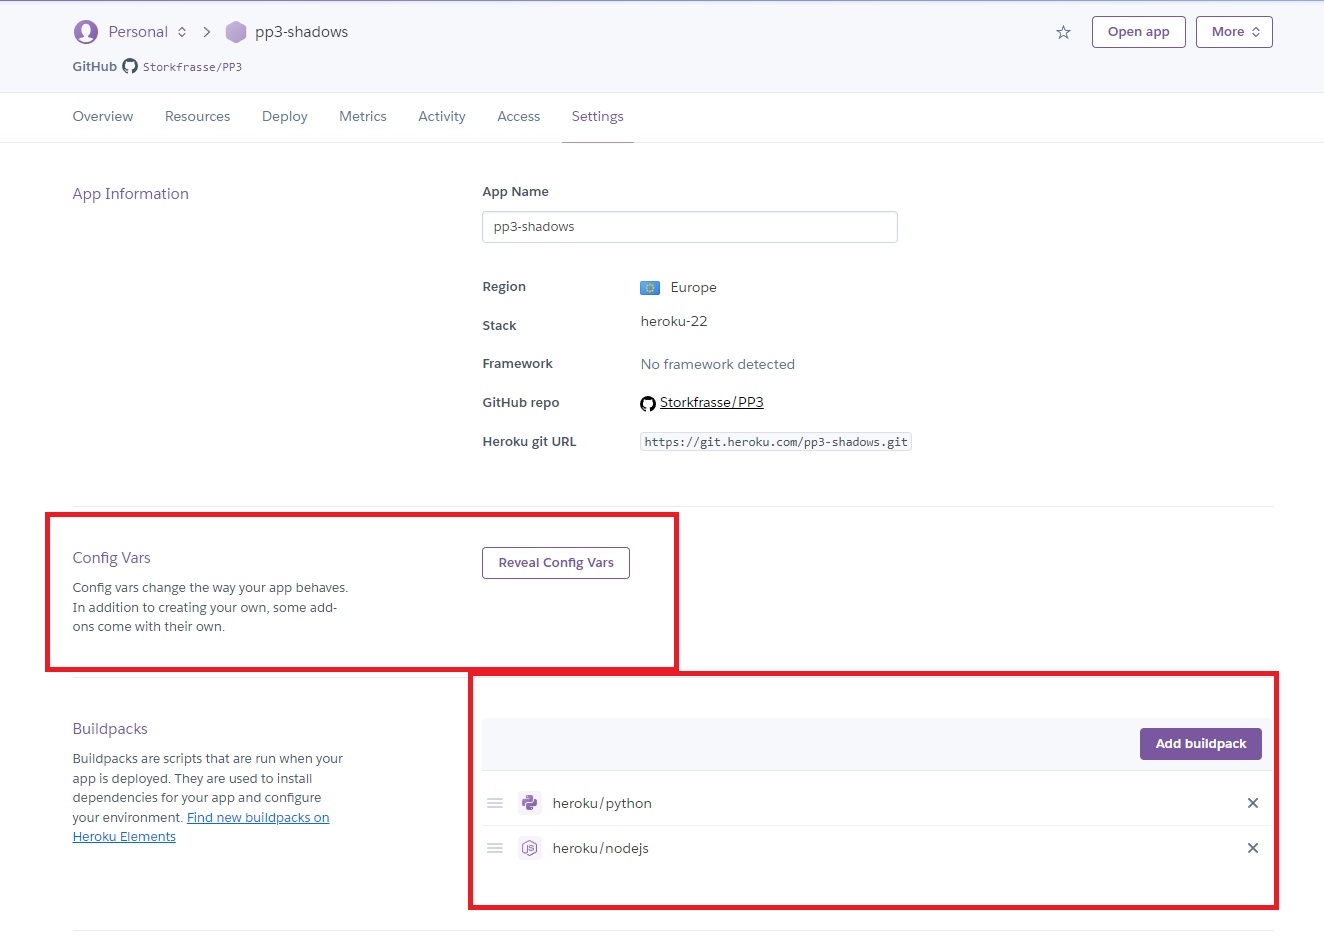 Personal
pp3-shadows
Open app
More
GitHub Storkfrasse/PP3
Overview
Resources
Deploy
Metrics
Activity
Access
Settings
App Information
App Name
pp3-shadows
Region
Europe
Stack
heroku-22
Framework
No framework detected
GitHub repo
Storkfrasse/PP3
Heroku git URL
https://git.heroku.com/pp3-shadows.git
Config Vars
Config vars change the way your app behaves.
In addition to creating your own, some add-
ons come with their own.
Reveal Config Vars
Buildpacks
Buildpacks are scripts that are run when your
app is deployed. They are used to install
dependencies for your app and configure
your environment. Find new buildpacks on
Heroku Elements
Add buildpack
heroku/python
JS
heroku/nodejs